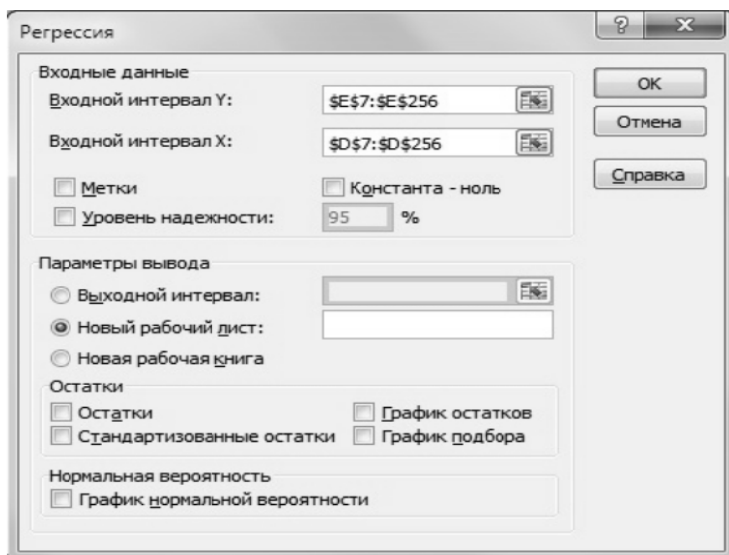 Регрессия
Входные данные
Входной интервал Y: $E$7:$E$256
Входной интервал X: $D$7:$D$256
Метки Константа - ноль
Уровень надежности: 95 %
OK
Отмена
Справка
Параметры вывода
Выходной интервал:
Новый рабочий лист:
Новая рабочая книга
Остатки
Остатки График остатков
Стандартизованные остатки График подбора
Нормальная вероятность
График нормальной вероятности